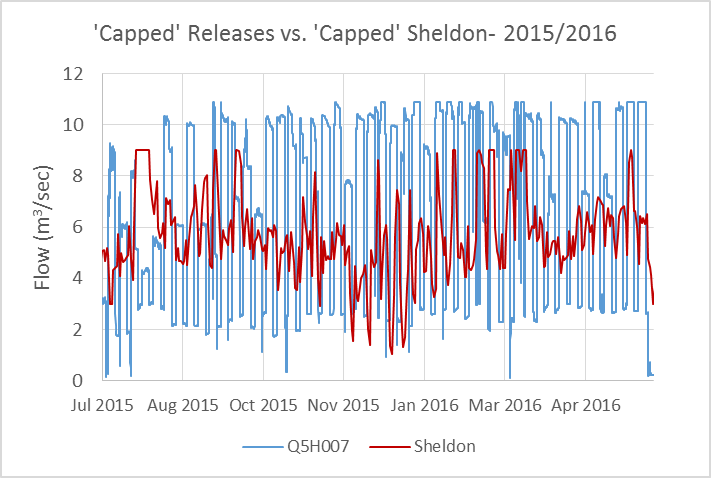 'Capped' Releases vs. 'Capped' Sheldon- 2015/2016
Flow (m³/sec)
12
10
8
6
4
2
0
Jul 2015 Aug 2015 Oct 2015 Nov 2015 Jan 2016 Mar 2016 Apr 2016
Q5H007 Sheldon